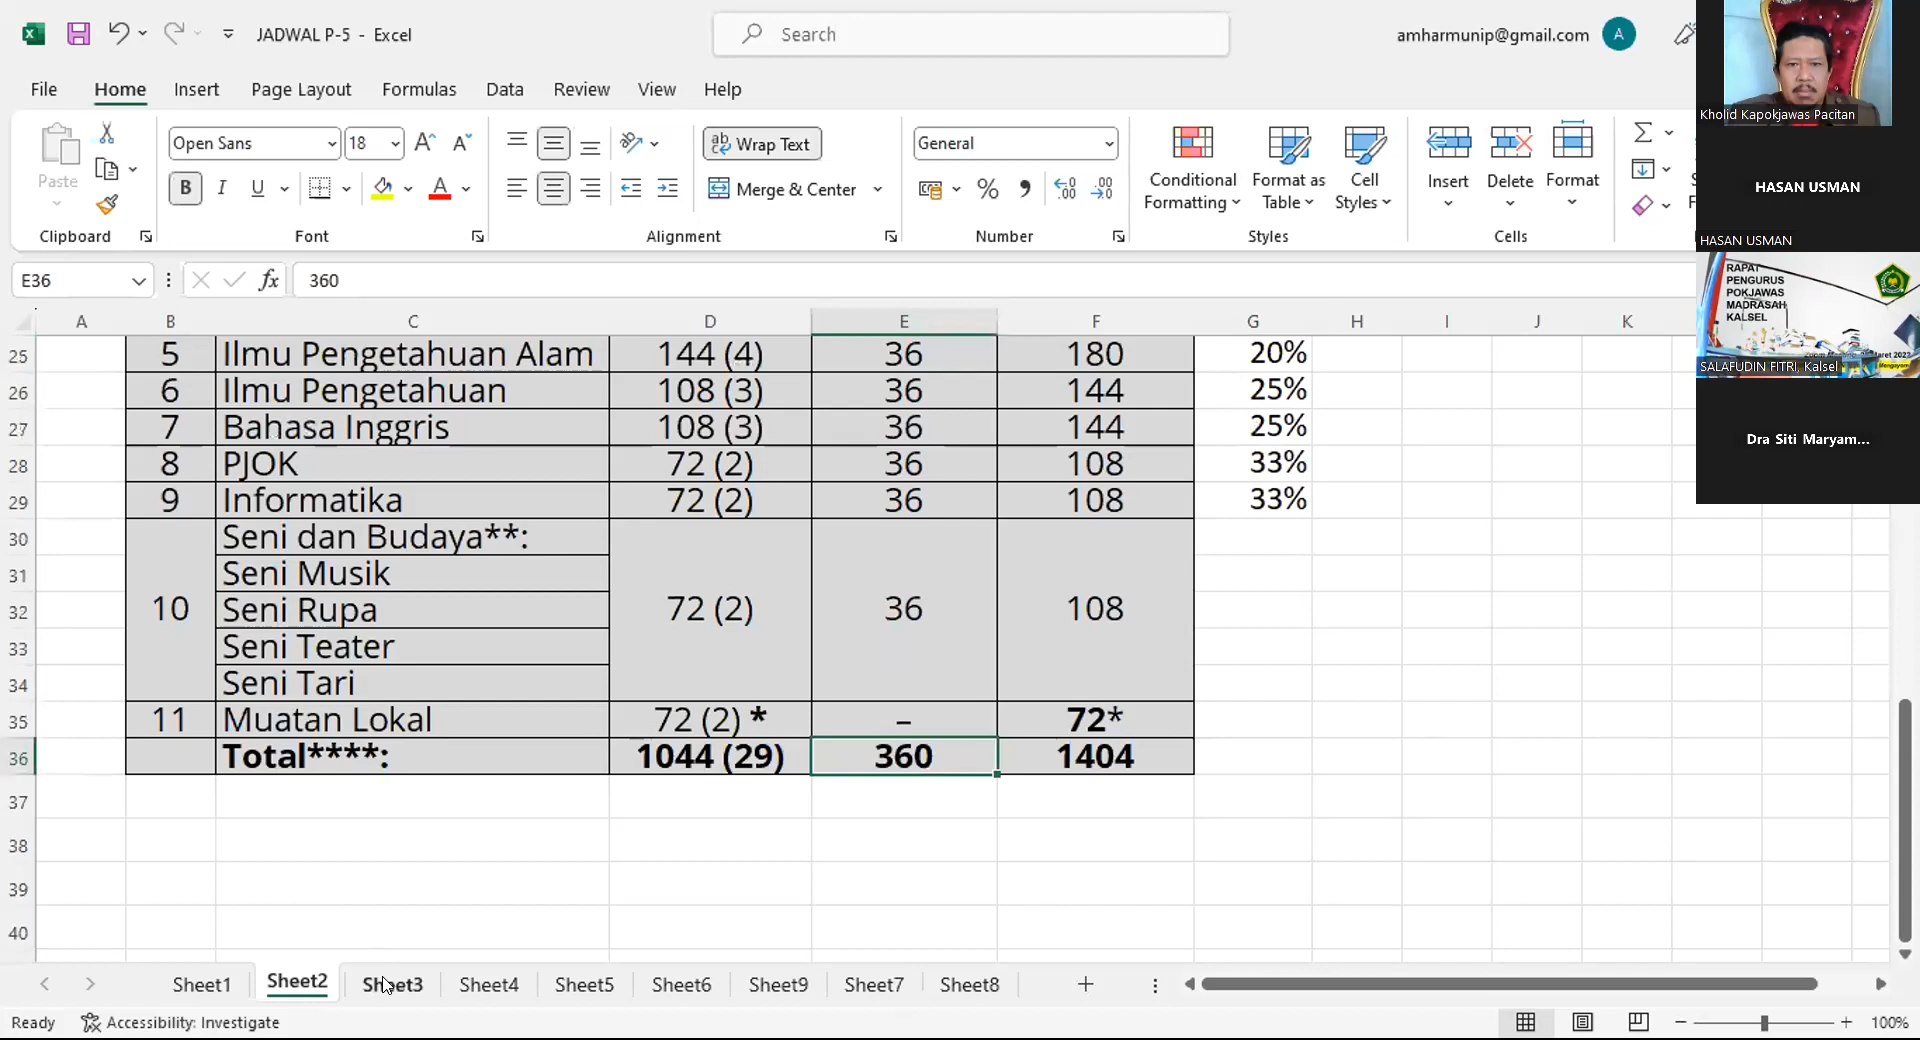 JADWAL P-5 - Excel
Search
amharmunip@gmail.com
A
File Home Insert Page Layout Formulas Data Review View Help
Paste
Open Sans 18
Wrap Text
General
Merge & Center
Conditional Formatting
Format as Table
Cell Styles
Insert
Delete
Format
Clipboard Font Alignment Number Styles Cells
E36 fx 360
A B C D E F G H I J K
25 5 Ilmu Pengetahuan Alam 144 (4) 36 180 20%
26 6 Ilmu Pengetahuan 108 (3) 36 144 25%
27 7 Bahasa Inggris 108 (3) 36 144 25%
28 8 PJOK 72 (2) 36 108 33%
29 9 Informatika 72 (2) 36 108 33%
30 Seni dan Budaya**:
31 Seni Musik
32 10 Seni Rupa 72 (2) 36 108
33 Seni Teater
34 Seni Tari
35 11 Muatan Lokal 72 (2) * – 72*
36 Total****: 1044 (29) 360 1404
37
38
39
40
Sheet1 Sheet2 Sheet3 Sheet4 Sheet5 Sheet6 Sheet9 Sheet7 Sheet8
Ready Accessibility: Investigate 100%
Kholid Kapokjawas Pacitan
HASAN USMAN
HASAN USMAN
RAPAT
PENGURUS
POKJAWAS
MADRASAH
KALSEL
SALAFUDIN FITRI, Kalsel
Dra Siti Maryam...